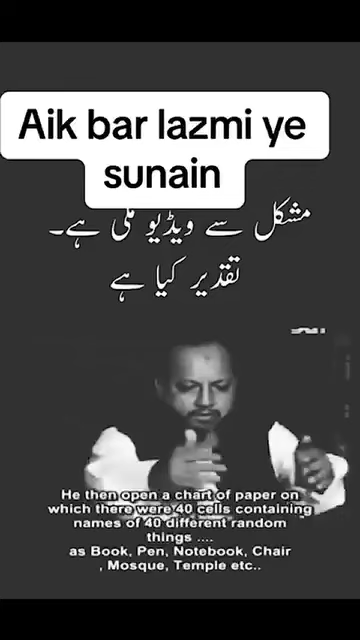 Aik bar lazmi ye
sunain
مشکل سے ویڈیو ملی ہے۔
تقدیر کیا ہے
He then open a chart of paper on
which there were 40 cells containing
names of 40 different random
things ....
as Book, Pen, Notebook, Chair
, Mosque, Temple etc..